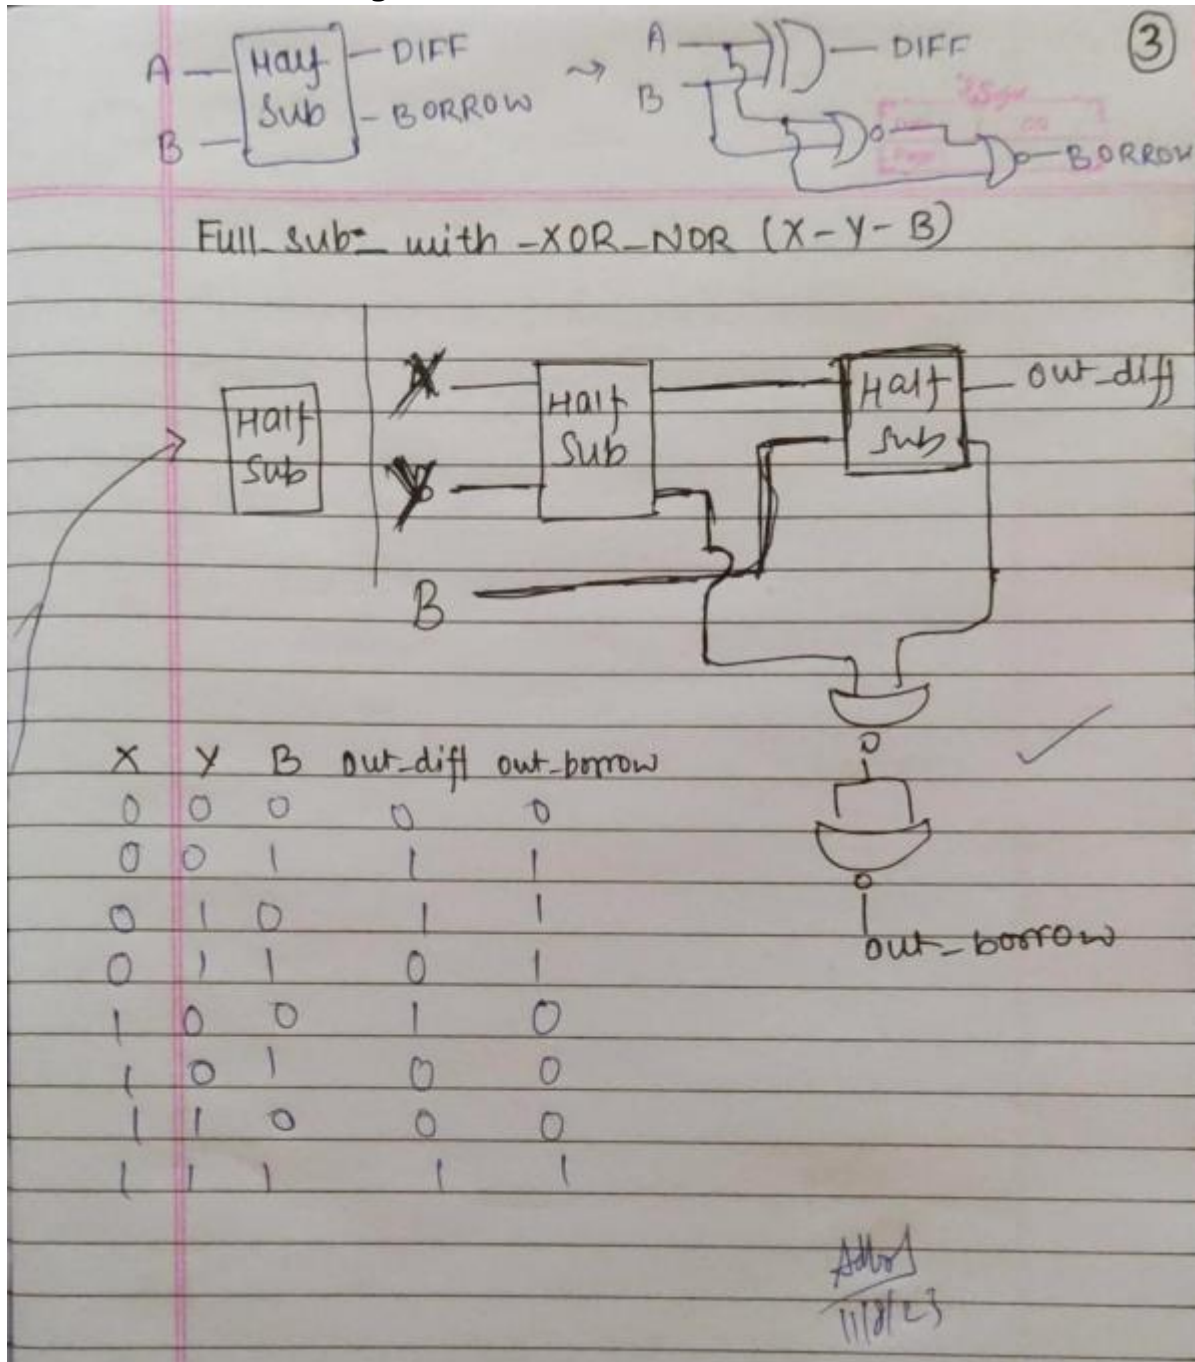 3
A Half Sub DIFF A DIFF
B BORROW B BORROW
Full_sub_with_XOR_NOR (X-Y-B)
X Half Sub Half Sub out_diff
Half Sub
Y
B
X Y B out_diff out_borrow
0 0 0 0 0
0 0 1 1 1
0 1 0 1 1
0 1 1 0 1
1 0 0 1 0
1 0 1 0 0
1 1 0 0 0
1 1 1 1 1
out_borrow
11/8/23